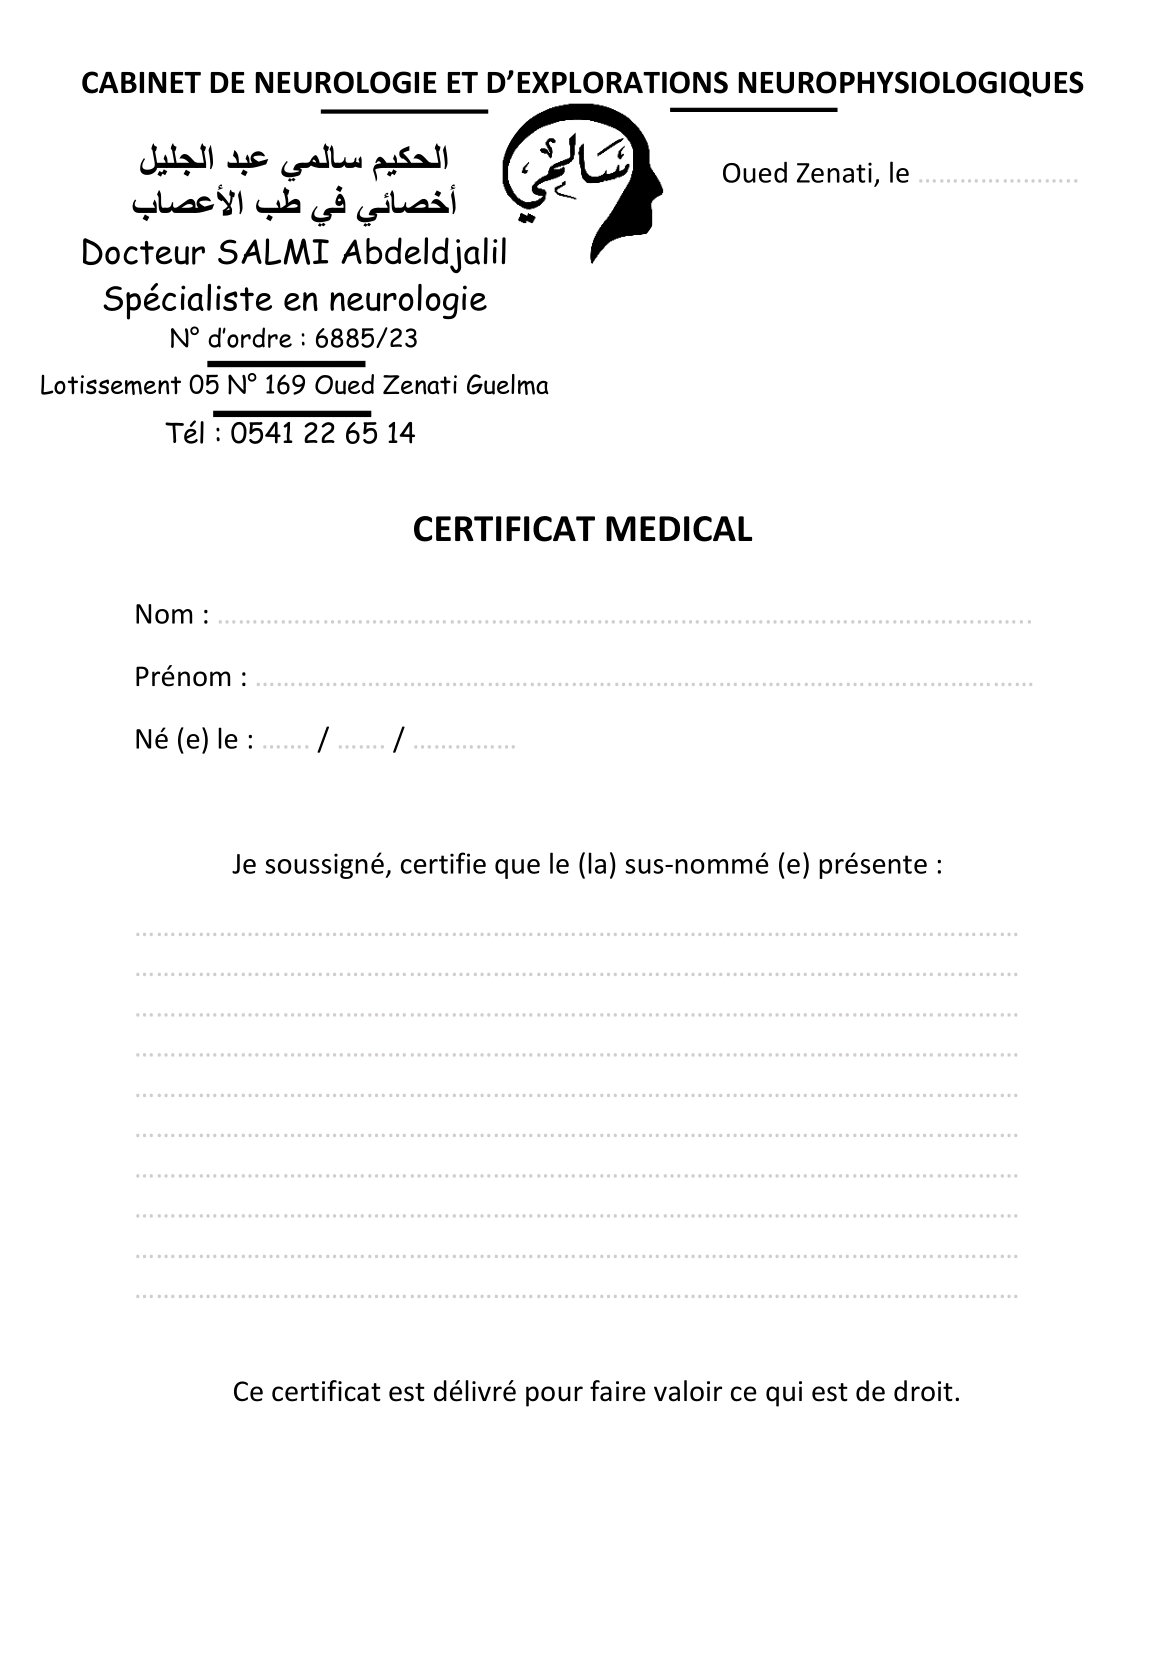 CABINET DE NEUROLOGIE ET D’EXPLORATIONS NEUROPHYSIOLOGIQUES
الحكيم سالمي عبد الجليل
أخصائي في طب الأعصاب
Docteur SALMI Abdeldjalil
Spécialiste en neurologie
N° d’ordre : 6885/23
Lotissement 05 N° 169 Oued Zenati Guelma
Tél : 0541 22 65 14
سالمي
Oued Zenati, le .......................
CERTIFICAT MEDICAL
Nom : ..............................................................................
Prénom : ..............................................................................
Né (e) le : ....... / ....... / ...............
Je soussigné, certifie que le (la) sus-nommé (e) présente :
Ce certificat est délivré pour faire valoir ce qui est de droit.